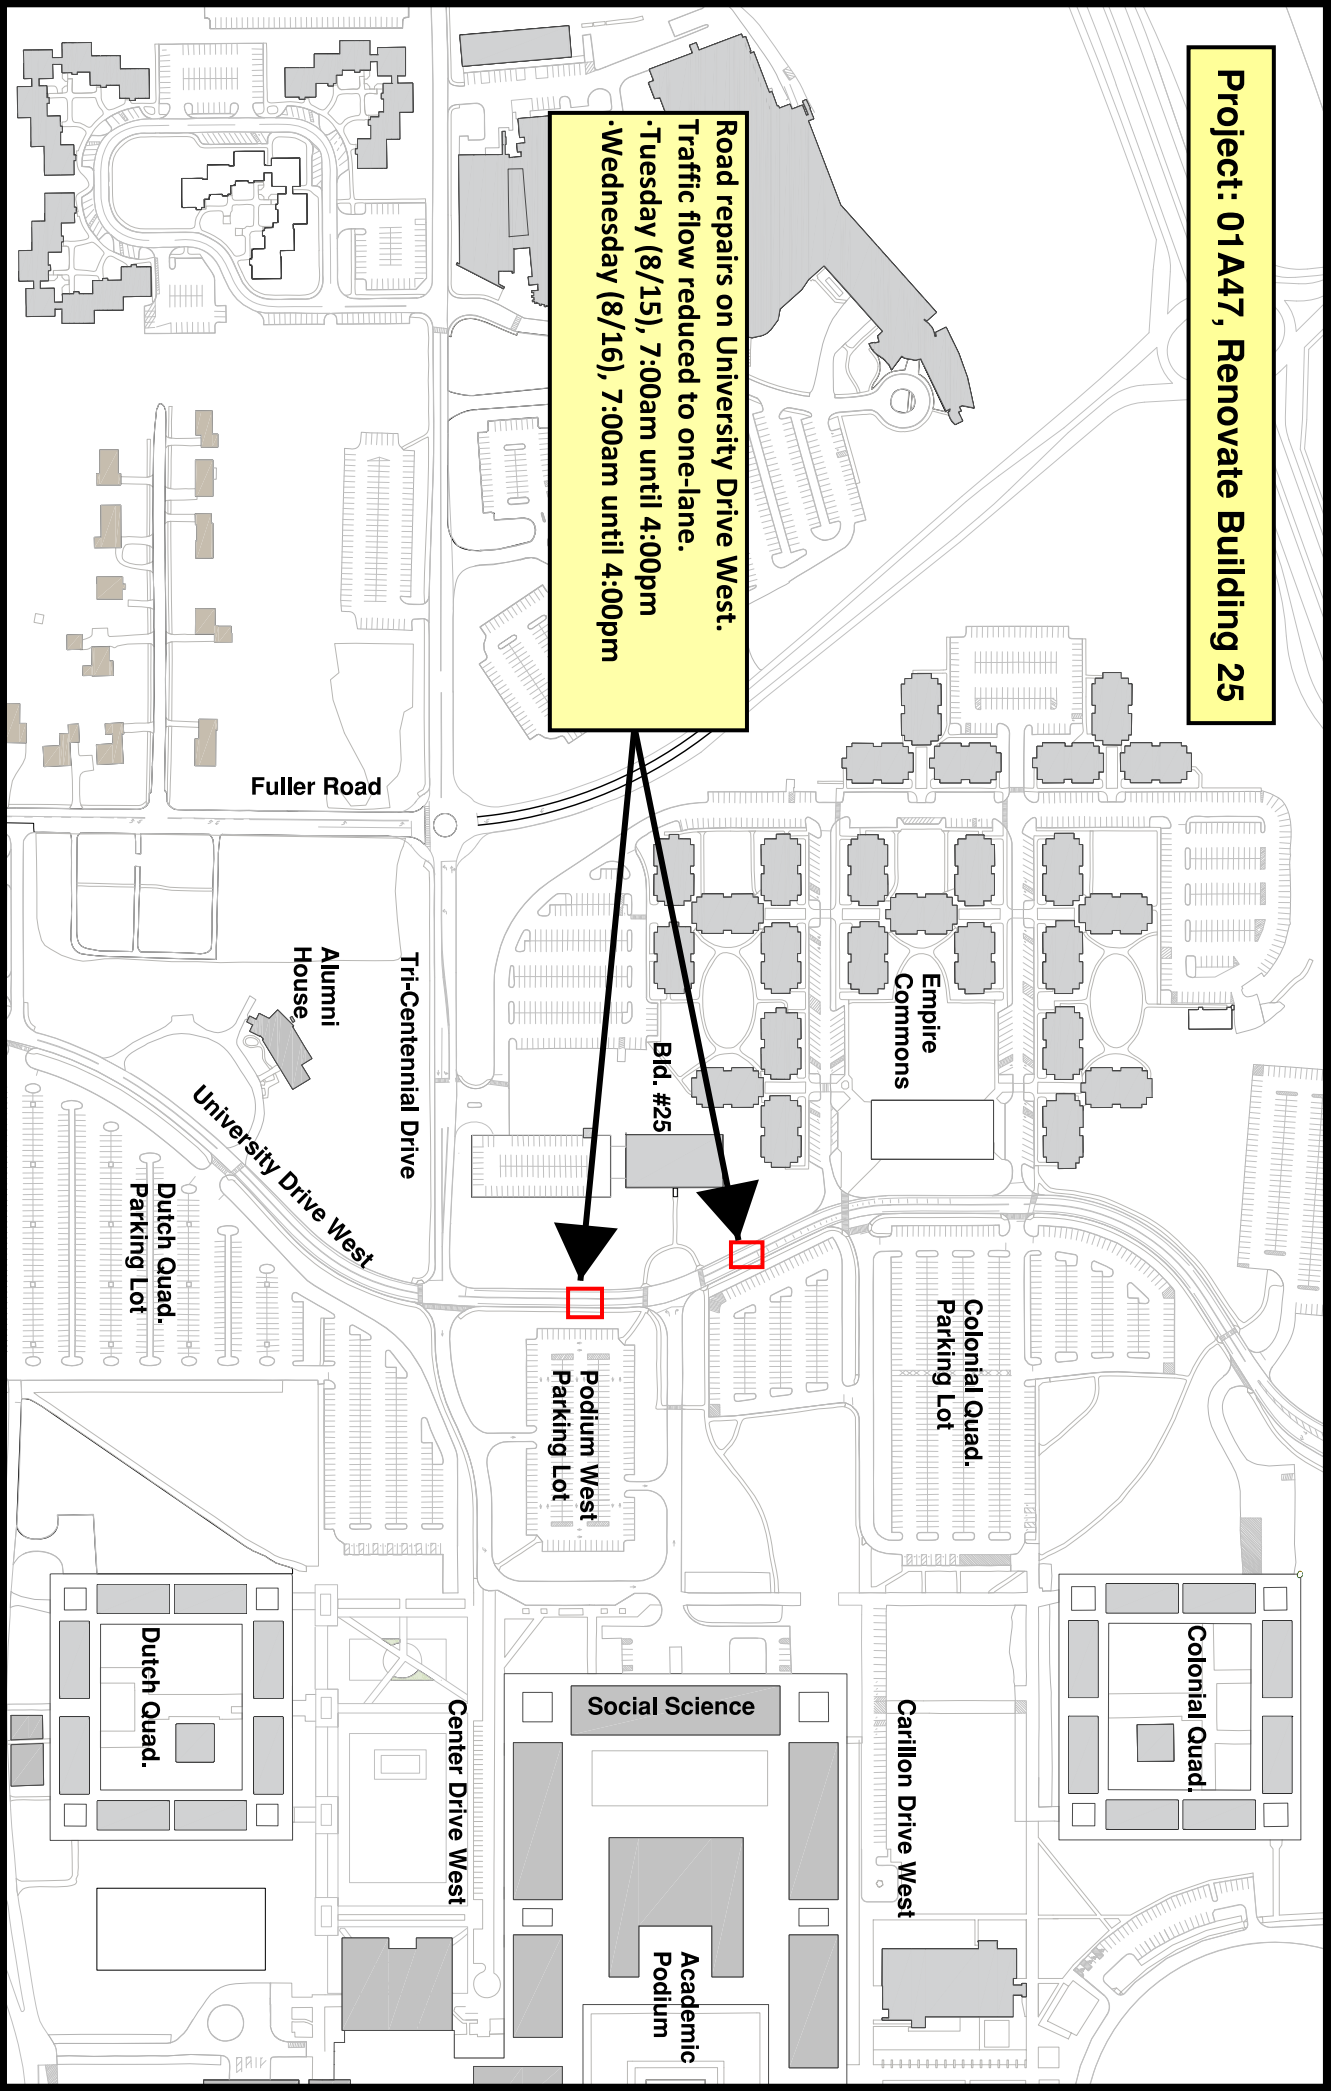 Project: 01A47, Renovate Building 25
Road repairs on University Drive West.
Traffic flow reduced to one-lane.
·Tuesday (8/15), 7:00am until 4:00pm
·Wednesday (8/16), 7:00am until 4:00pm
Fuller Road
Alumni
House
Tri-Centennial Drive
University Drive West
Dutch Quad.
Parking Lot
Bld. #25
Empire
Commons
Colonial Quad.
Parking Lot
Podium West
Parking Lot
Dutch Quad.
Center Drive West
Social Science
Academic
Podium
Carillon Drive West
Colonial Quad.